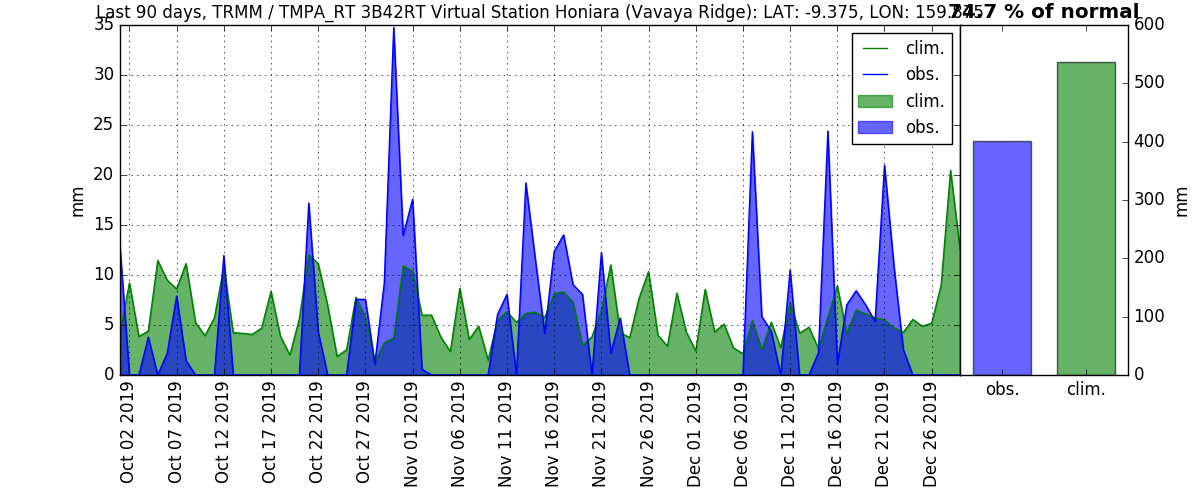 Last 90 days, TRMM / TMPA_RT 3B42RT Virtual Station Honiara (Vavaya Ridge): LAT: -9.375, LON: 
74.7 % of normal
35
30
25
20
15
10
5
0
mm
clim.
obs.
clim.
obs.
600
500
400
300
200
100
0
mm
Oct 02 2019
Oct 07 2019
Oct 12 2019
Oct 17 2019
Oct 22 2019
Oct 27 2019
Nov 01 2019
Nov 06 2019
Nov 11 2019
Nov 16 2019
Nov 21 2019
Nov 26 2019
Dec 01 2019
Dec 06 2019
Dec 11 2019
Dec 16 2019
Dec 21 2019
Dec 26 2019
obs.
clim.